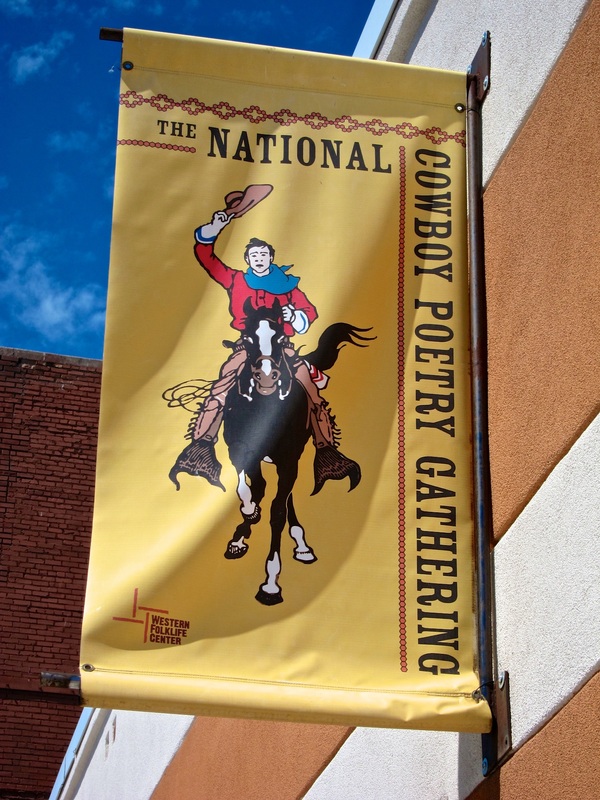 THE NATIONAL
COWBOY POETRY GATHERING
WESTERN
FOLKLIFE
CENTER